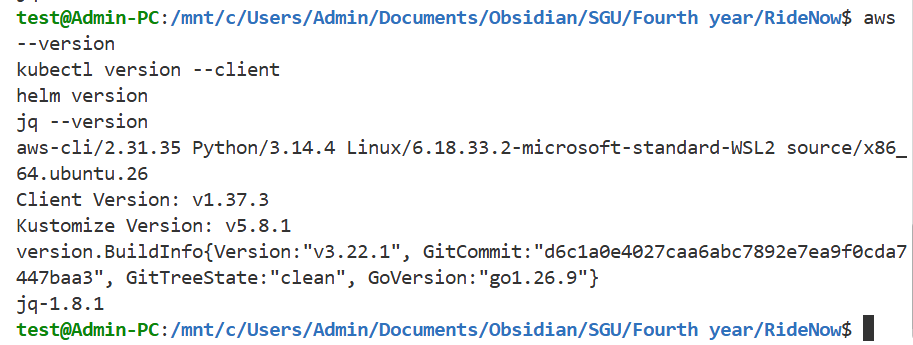 test@Admin-PC:/mnt/c/Users/Admin/Documents/Obsidian/SGU/Fourth year/RideNow$ aws
--version
kubectl version --client
helm version
jq --version
aws-cli/2.31.35 Python/3.14.4 Linux/6.18.33.2-microsoft-standard-WSL2 source/x86_
64.ubuntu.26
Client Version: v1.37.3
Kustomize Version: v5.8.1
version.BuildInfo{Version:"v3.22.1", GitCommit:"d6c1a0e4027caa6abc7892e7ea9f0cda7
447baa3", GitTreeState:"clean", GoVersion:"go1.26.9"}
jq-1.8.1
test@Admin-PC:/mnt/c/Users/Admin/Documents/Obsidian/SGU/Fourth year/RideNow$